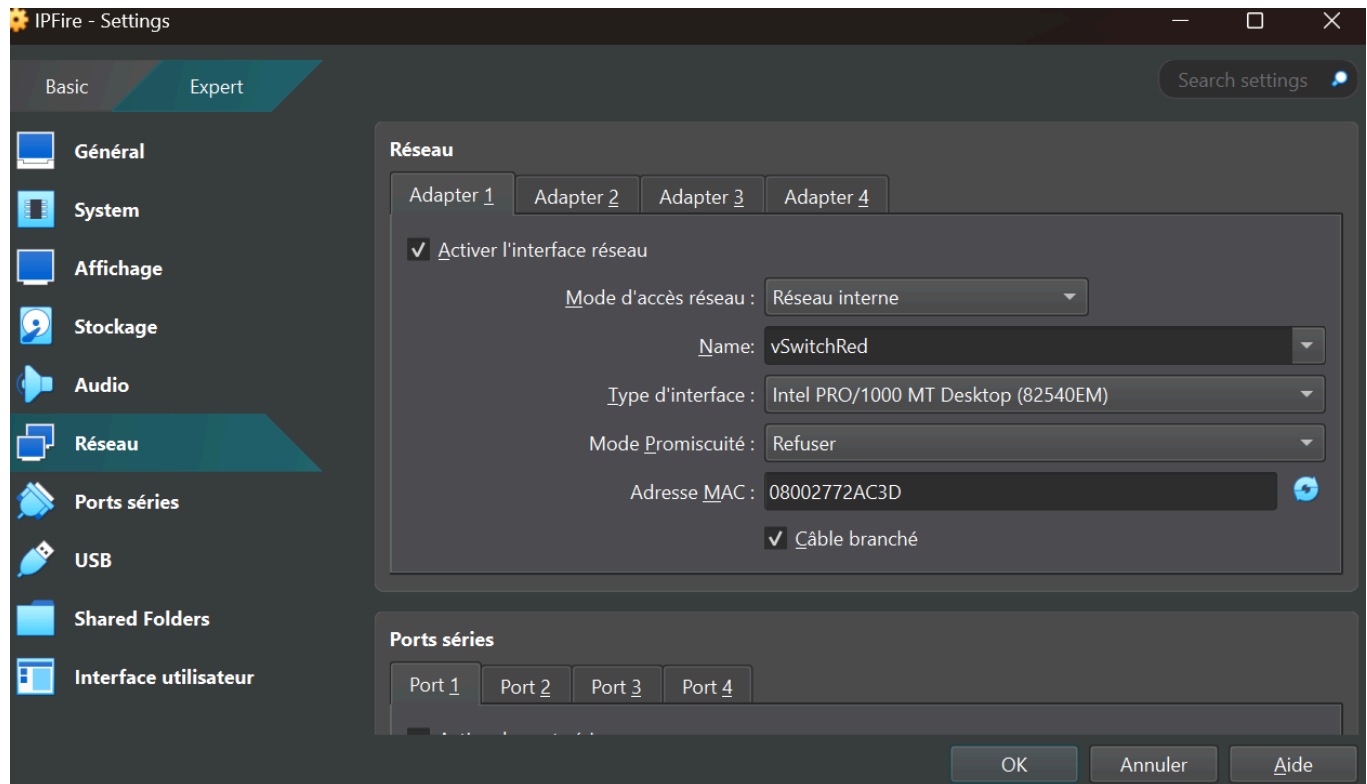 IPFire - Settings
Basic
Expert
Search settings
Général
System
Affichage
Stockage
Audio
Réseau
Ports séries
USB
Shared Folders
Interface utilisateur
Réseau
Adapter 1
Adapter 2
Adapter 3
Adapter 4
Activer l'interface réseau
Mode d'accès réseau : Réseau interne
Name: vSwitchRed
Type d'interface : Intel PRO/1000 MT Desktop (82540EM)
Mode Promiscuité : Refuser
Adresse MAC : 08002772AC3D
Câble branché
Ports séries
Port 1
Port 2
Port 3
Port 4
OK
Annuler
Aide